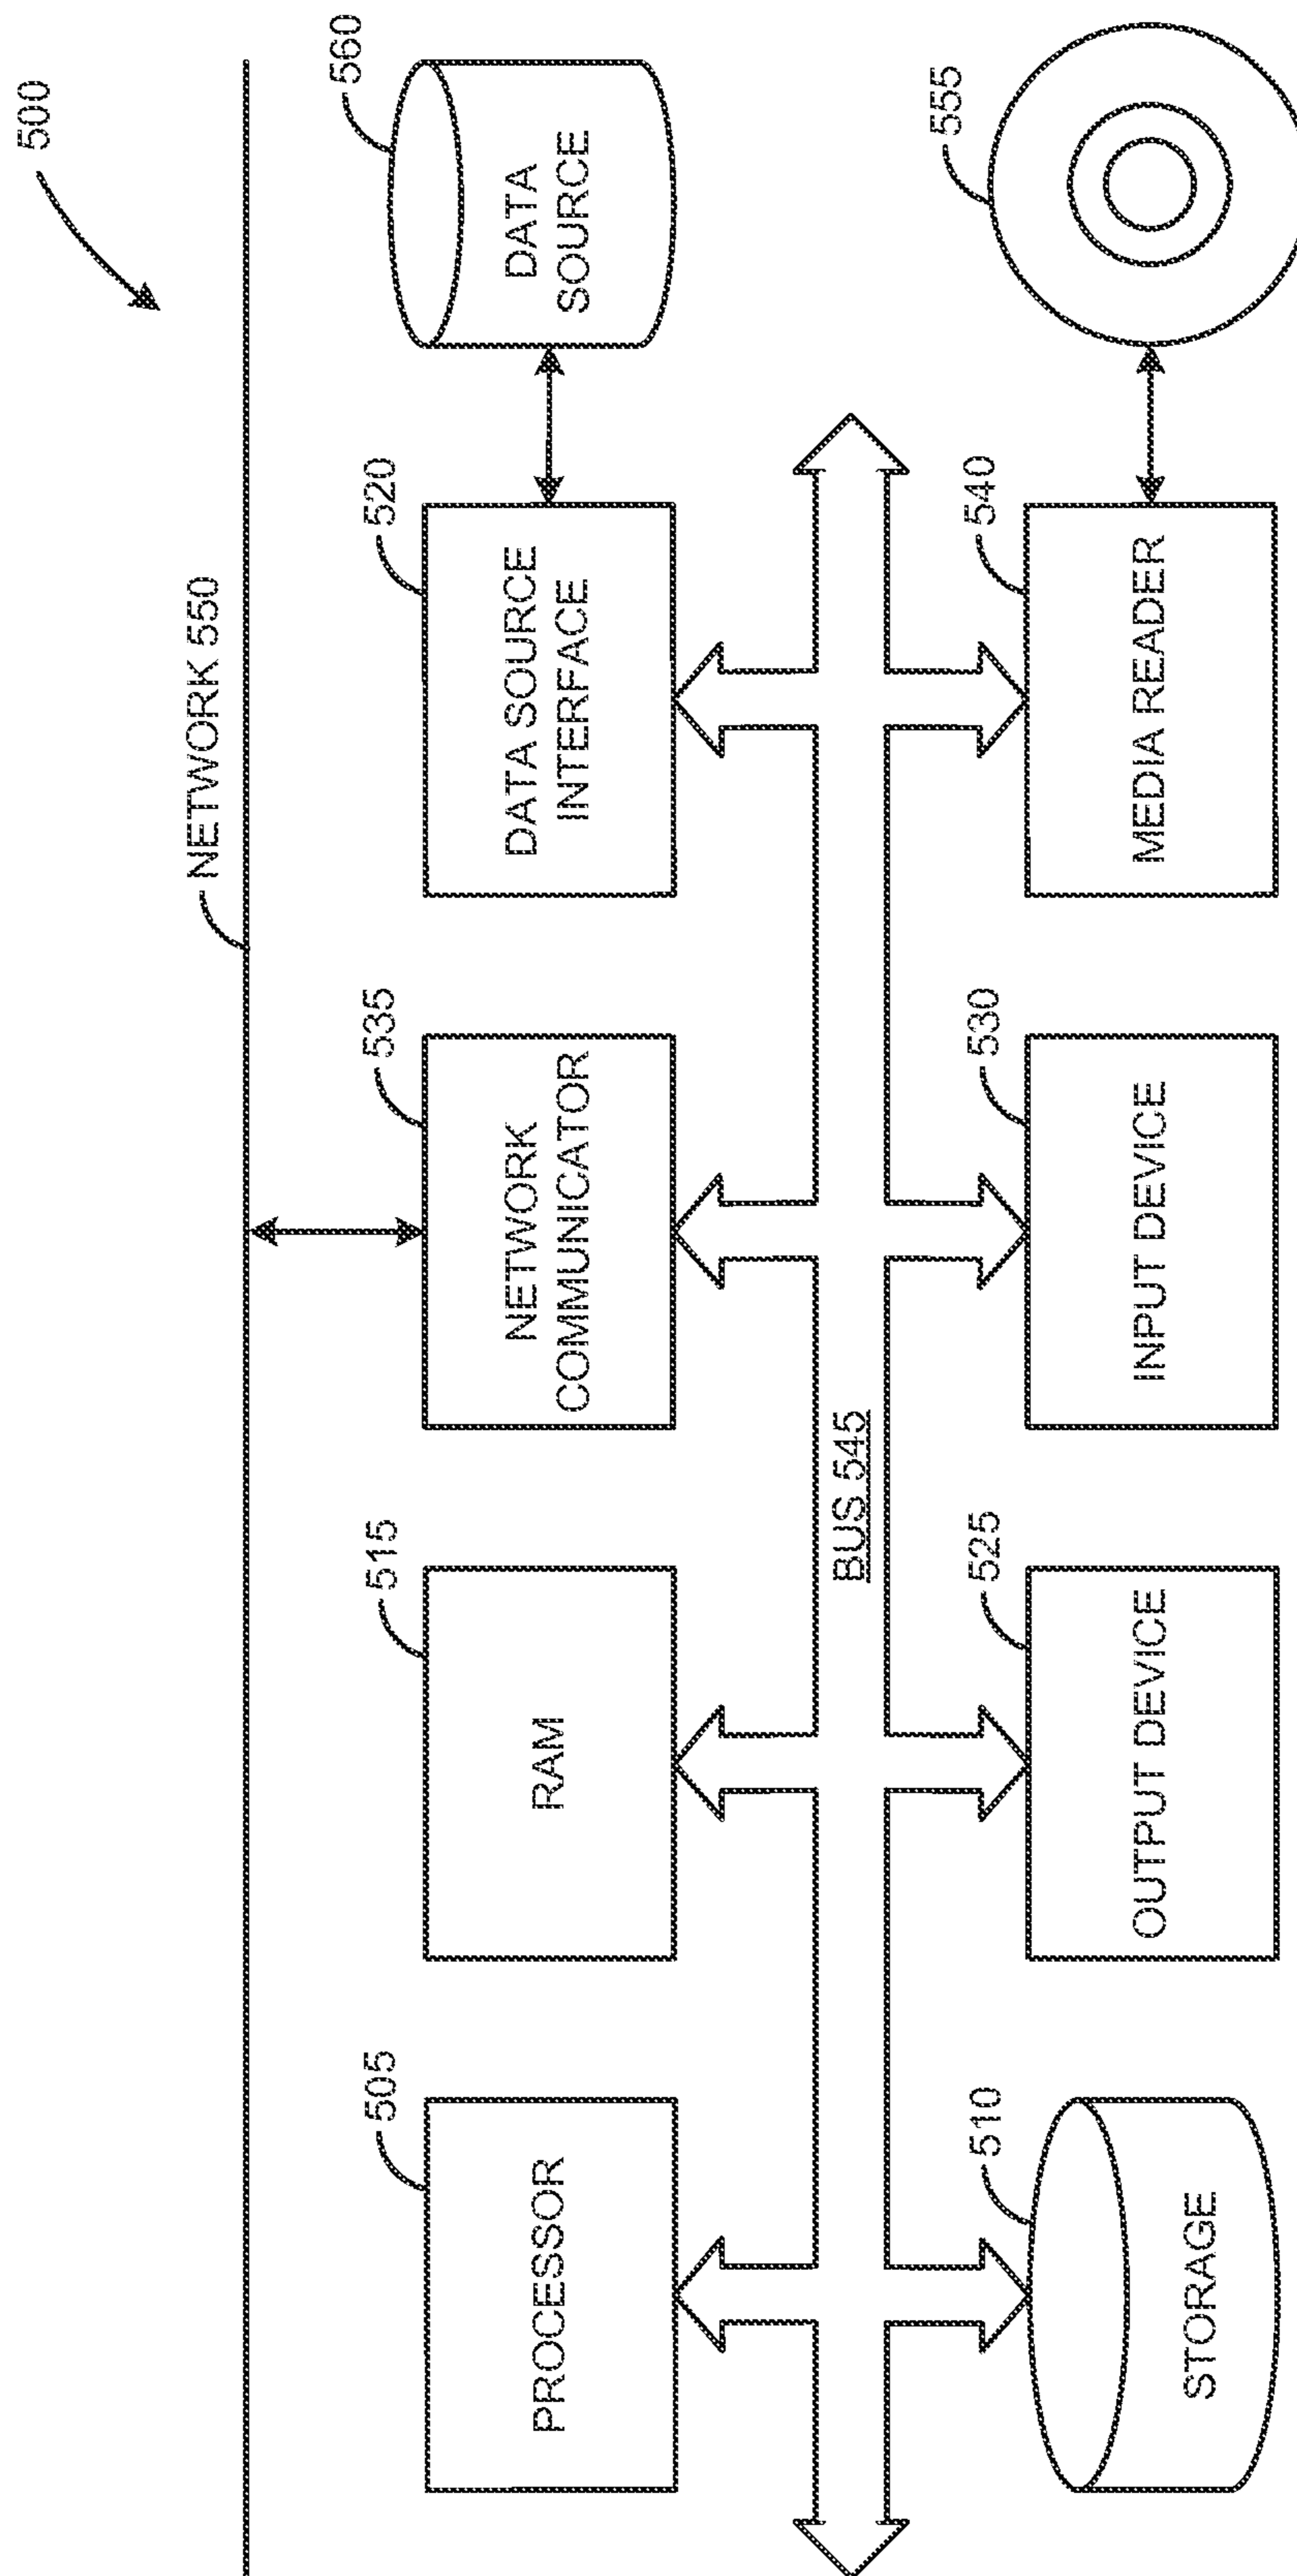 500
NETWORK 550
505
PROCESSOR
515
RAM
535
NETWORK
COMMUNICATOR
520
DATA SOURCE
INTERFACE
560
DATA
SOURCE
BUS 545
510
STORAGE
525
OUTPUT DEVICE
530
INPUT DEVICE
540
MEDIA READER
555